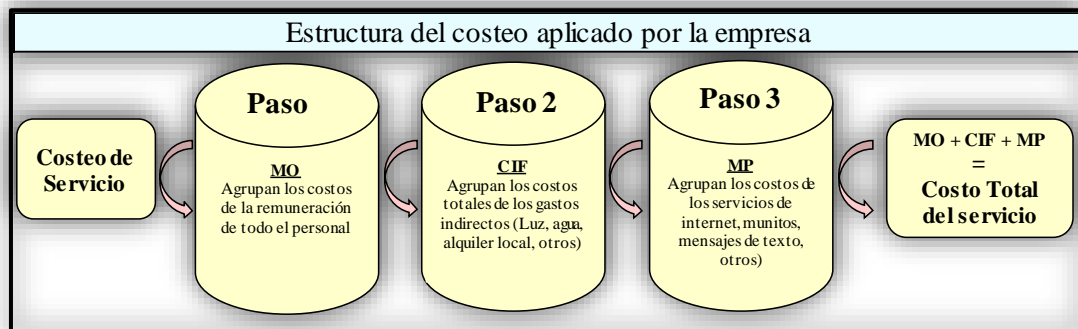 Estructura del costeo aplicado por la empresa
Costeo de
Servicio
Paso
MO
Agrupan los costos
de la remuneración
de todo el personal
Paso 2
CIF
Agrupan los costos
totales de los gastos
indirectos (Luz, agua,
alquiler local, otros)
Paso 3
MP
Agrupan los costos de
los servicios de
internet, munitos,
mensajes de texto,
otros)
MO + CIF + MP
=
Costo Total
del servicio